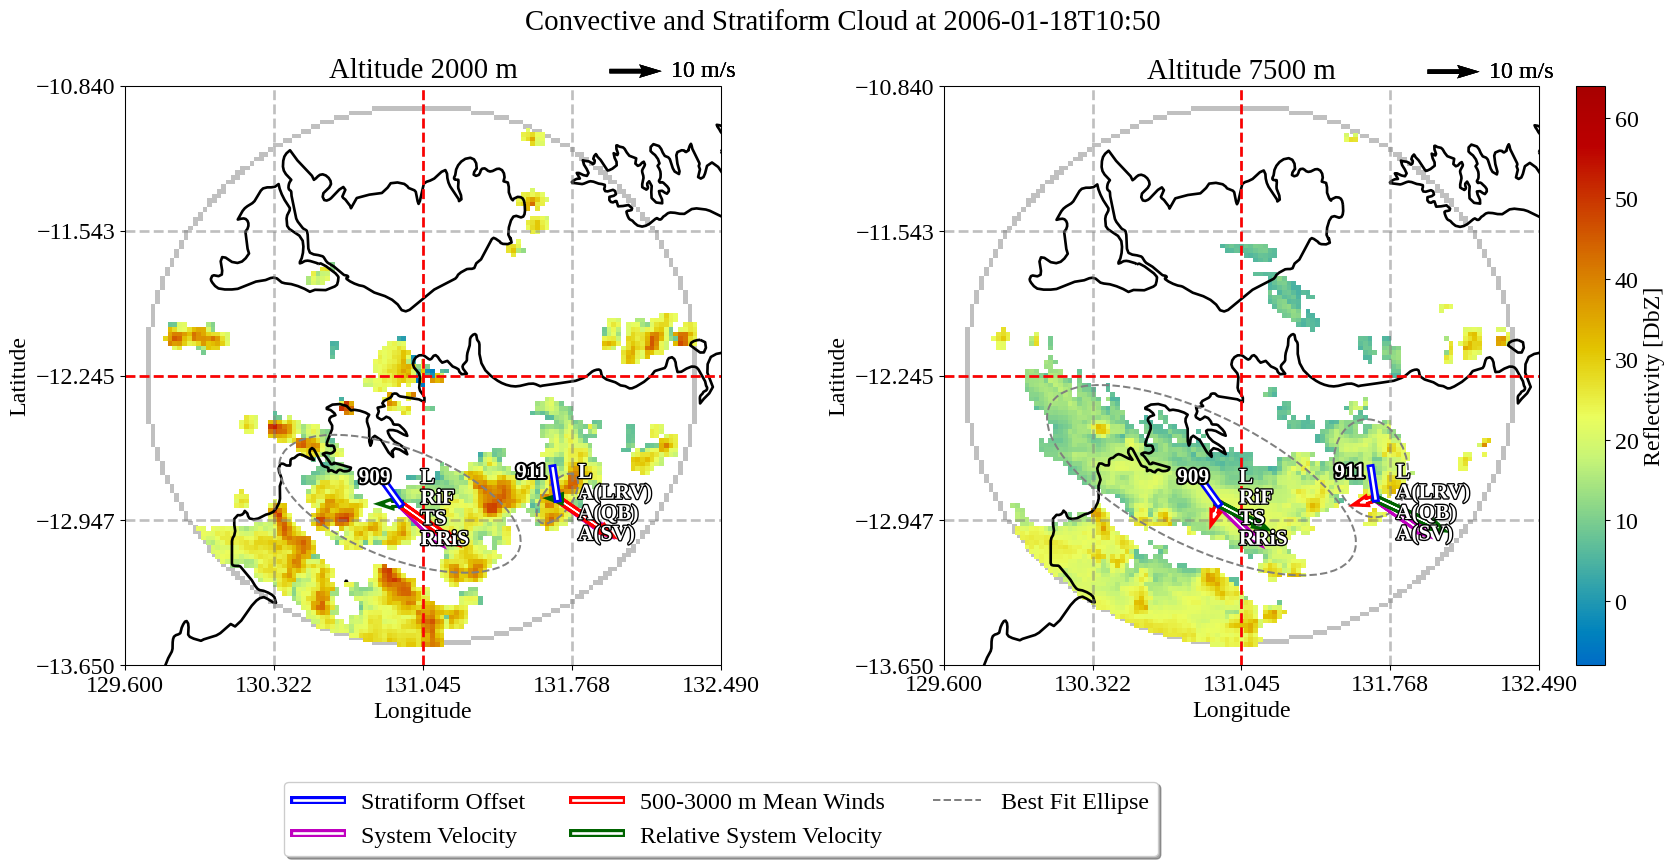 Convective and Stratiform Cloud at 2006-01-18T10:50
Altitude 2000 m
10 m/s
Altitude 7500 m
10 m/s
−10.840
−11.543
−12.245
−12.947
−13.650
Latitude
129.600
130.322
131.045
131.768
132.490
Longitude
909
L
RiF
TS
RRiS
911
L
A(LRV)
A(QB)
A(SV)
−10.840
−11.543
−12.245
−12.947
−13.650
Latitude
129.600
130.322
131.045
131.768
132.490
Longitude
909
L
RiF
TS
RRiS
911
L
A(LRV)
A(QB)
A(SV)
60
50
40
30
20
10
0
Reflectivity [DbZ]
Stratiform Offset
System Velocity
500-3000 m Mean Winds
Relative System Velocity
Best Fit Ellipse